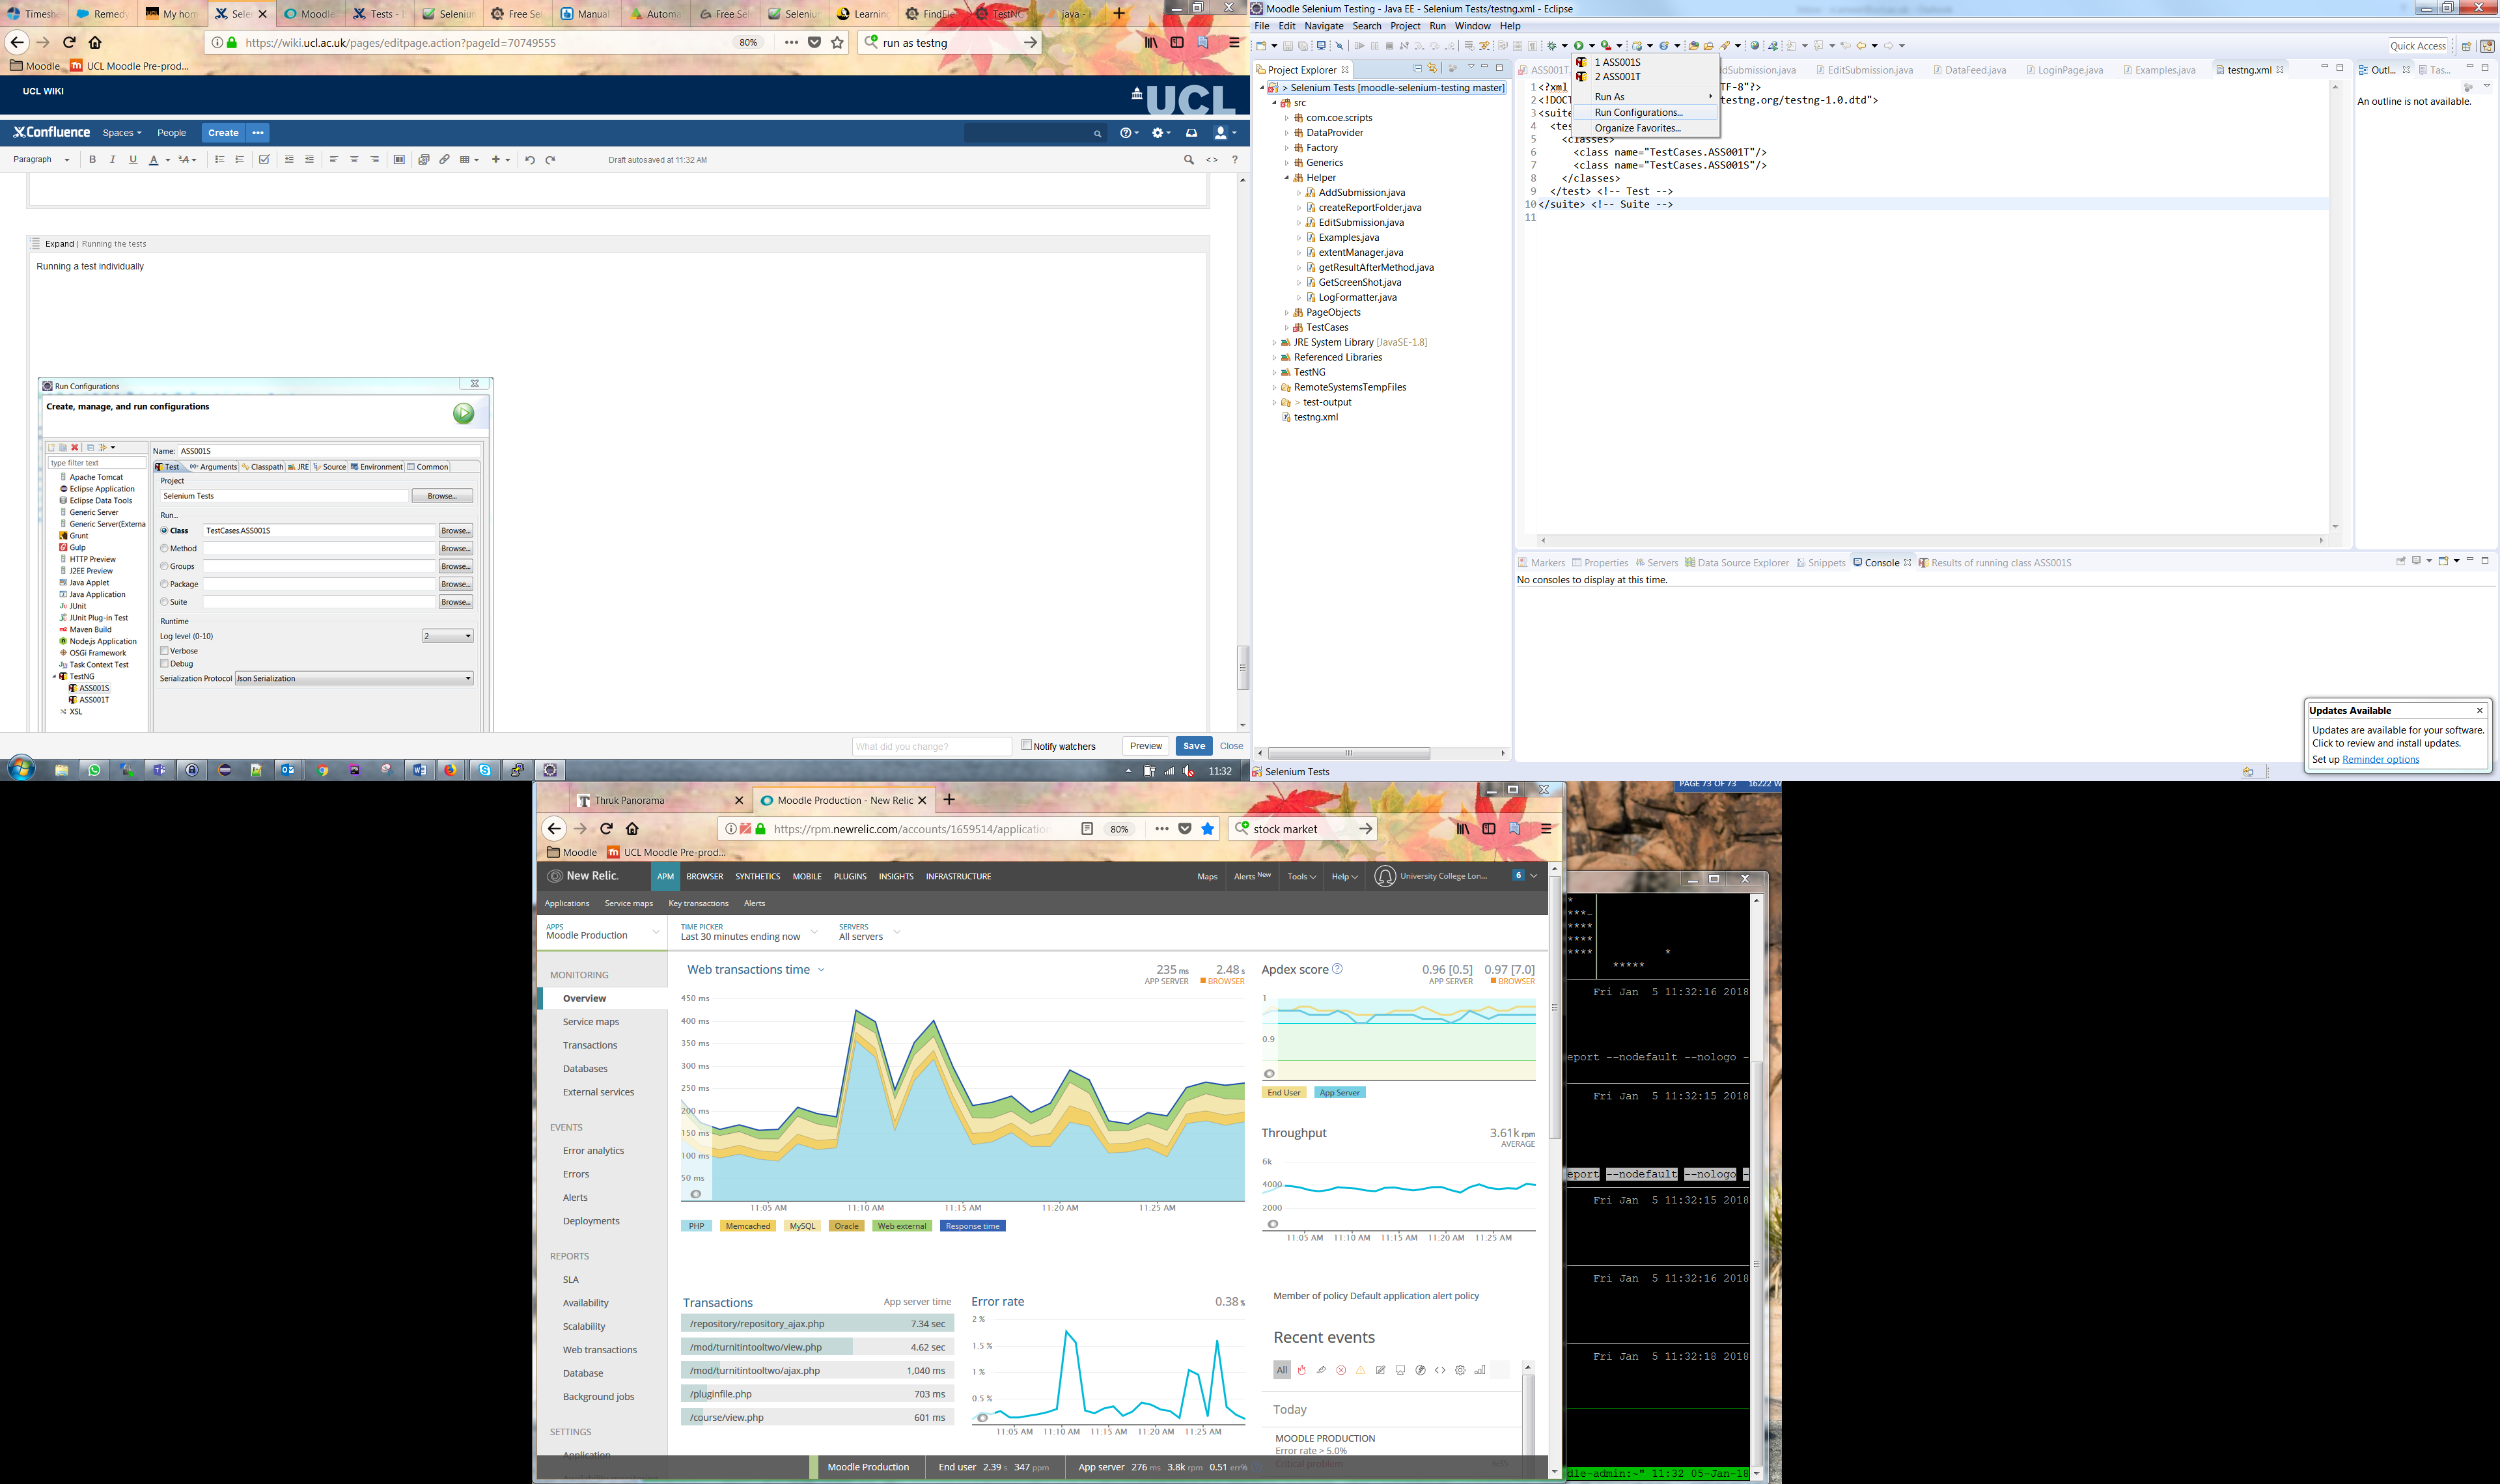 Timeshe Remedy My hom Sele Moodle Tests - E Selenium Free Sel Manual Automa Free Sel Selenium Learning FindEle TestNG java - H
https://wiki.ucl.ac.uk/pages/editpage.action?pageId=70749555 80% run as testng
Moodle UCL Moodle Pre-prod...
UCL WIKI UCL
Confluence Spaces People Create
Paragraph B I U A Draft autosaved at 11:32 AM
Expand | Running the tests
Running a test individually
Run Configurations
Create, manage, and run configurations
Name: ASS001S
type filter text
Test Arguments Classpath JRE Source Environment Common
Apache Tomcat
Eclipse Application
Eclipse Data Tools
Generic Server
Generic Server(Externa
Grunt
Gulp
HTTP Preview
J2EE Preview
Java Applet
Java Application
JUnit
JUnit Plug-in Test
Maven Build
Node.js Application
OSGi Framework
Task Context Test
TestNG
ASS001S
ASS001T
XSL
Project
Selenium Tests Browse...
Run...
Class TestCases.ASS001S Browse...
Method Browse...
Groups Browse...
Package Browse...
Suite Browse...
Runtime
Log level (0-10) 2
Verbose
Debug
Serialization Protocol Json Serialization
What did you change? Notify watchers Preview Save Close
11:32
Moodle Selenium Testing - Java EE - Selenium Tests/testng.xml - Eclipse
File Edit Navigate Search Project Run Window Help
Quick Access
Project Explorer
> Selenium Tests [moodle-selenium-testing master]
src
com.coe.scripts
DataProvider
Factory
Generics
Helper
AddSubmission.java
createReportFolder.java
EditSubmission.java
Examples.java
extentManager.java
getResultAfterMethod.java
GetScreenShot.java
LogFormatter.java
PageObjects
TestCases
JRE System Library [JavaSE-1.8]
Referenced Libraries
TestNG
RemoteSystemsTempFiles
> test-output
testng.xml
1 ASS001S
2 ASS001T
Run As
Run Configurations...
Organize Favorites...
ASS001T dSubmission.java EditSubmission.java DataFeed.java LoginPage.java Examples.java testng.xml
1 <?xml TF-8"?>
2 <!DOCT testng.org/testng-1.0.dtd">
3 <suite
4 <tes
5 <classes>
6 <class name="TestCases.ASS001T"/>
7 <class name="TestCases.ASS001S"/>
8 </classes>
9 </test> <!-- Test -->
10 </suite> <!-- Suite -->
11
Outl... Tas...
An outline is not available.
Markers Properties Servers Data Source Explorer Snippets Console Results of running class ASS001S
No consoles to display at this time.
Updates Available
Updates are available for your software.
Click to review and install updates.
Set up Reminder options
Selenium Tests
Thruk Panorama Moodle Production - New Relic
https://rpm.newrelic.com/accounts/1659514/application 80% stock market
Moodle UCL Moodle Pre-prod...
New Relic. APM BROWSER SYNTHETICS MOBILE PLUGINS INSIGHTS INFRASTRUCTURE Maps Alerts New Tools Help University College Lon... 6
Applications Service maps Key transactions Alerts
APPS
Moodle Production
TIME PICKER
Last 30 minutes ending now
SERVERS
All servers
MONITORING
Overview
Service maps
Transactions
Databases
External services
EVENTS
Error analytics
Errors
Alerts
Deployments
REPORTS
SLA
Availability
Scalability
Web transactions
Database
Background jobs
SETTINGS
Application
Web transactions time 235 ms APP SERVER 2.48 s BROWSER
450 ms
400 ms
350 ms
300 ms
250 ms
200 ms
150 ms
100 ms
50 ms
11:05 AM 11:10 AM 11:15 AM 11:20 AM 11:25 AM
PHP Memcached MySQL Oracle Web external Response time
Apdex score 0.96 [0.5] APP SERVER 0.97 [7.0] BROWSER
1
0.9
End User App Server
Throughput 3.61k rpm
AVERAGE
6k
4000
2000
11:05 AM 11:10 AM 11:15 AM 11:20 AM 11:25 AM
Transactions App server time
/repository/repository_ajax.php 7.34 sec
/mod/turnitintooltwo/view.php 4.62 sec
/mod/turnitintooltwo/ajax.php 1,040 ms
/pluginfile.php 703 ms
/course/view.php 601 ms
Error rate 0.38 %
2 %
1.5 %
1 %
0.5 %
11:05 AM 11:10 AM 11:15 AM 11:20 AM 11:25 AM
Member of policy Default application alert policy
Recent events
All
Today
MOODLE PRODUCTION
Error rate > 5.0%
Critical problem
Moodle Production End user 2.39 s 347 ppm App server 276 ms 3.8k rpm 0.51 err%
PAGE 73 OF 73 16222 W
*
***-
****
****
**** *
*****
Fri Jan 5 11:32:16 2018
eport --nodefault --nologo -
Fri Jan 5 11:32:15 2018
eport --nodefault --nologo -
Fri Jan 5 11:32:15 2018
Fri Jan 5 11:32:16 2018
Fri Jan 5 11:32:18 2018
dle-admin:~" 11:32 05-Jan-18